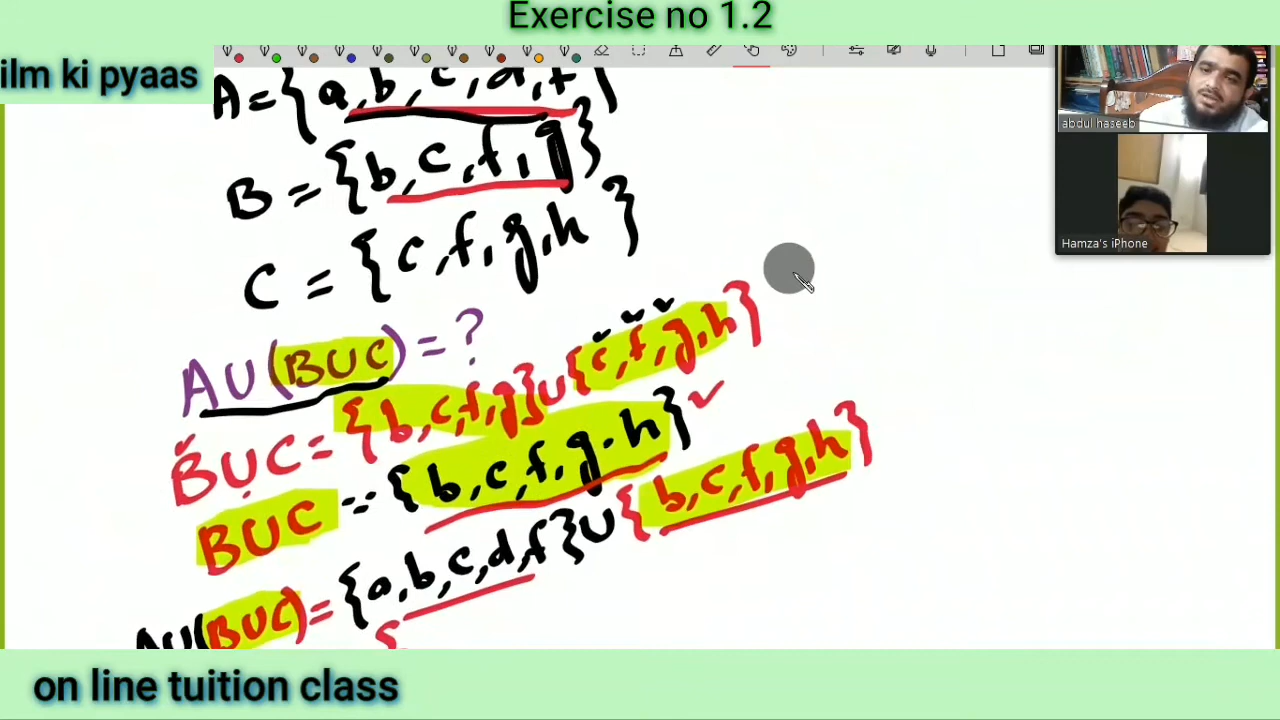 Exercise no 1.2
ilm ki pyaas
abdul haseeb
Hamza's iPhone
A={a,b,c,d,f}
B={b,c,f,g}
C={c,f,g,h}
AU(BUC)=?
BUC={b,c,f,g}U{c,f,g,h}
BUC={b,c,f,g.h}
AU(BUC)={a,b,c,d,f}U{b,c,f,g,h}
{
on line tuition class